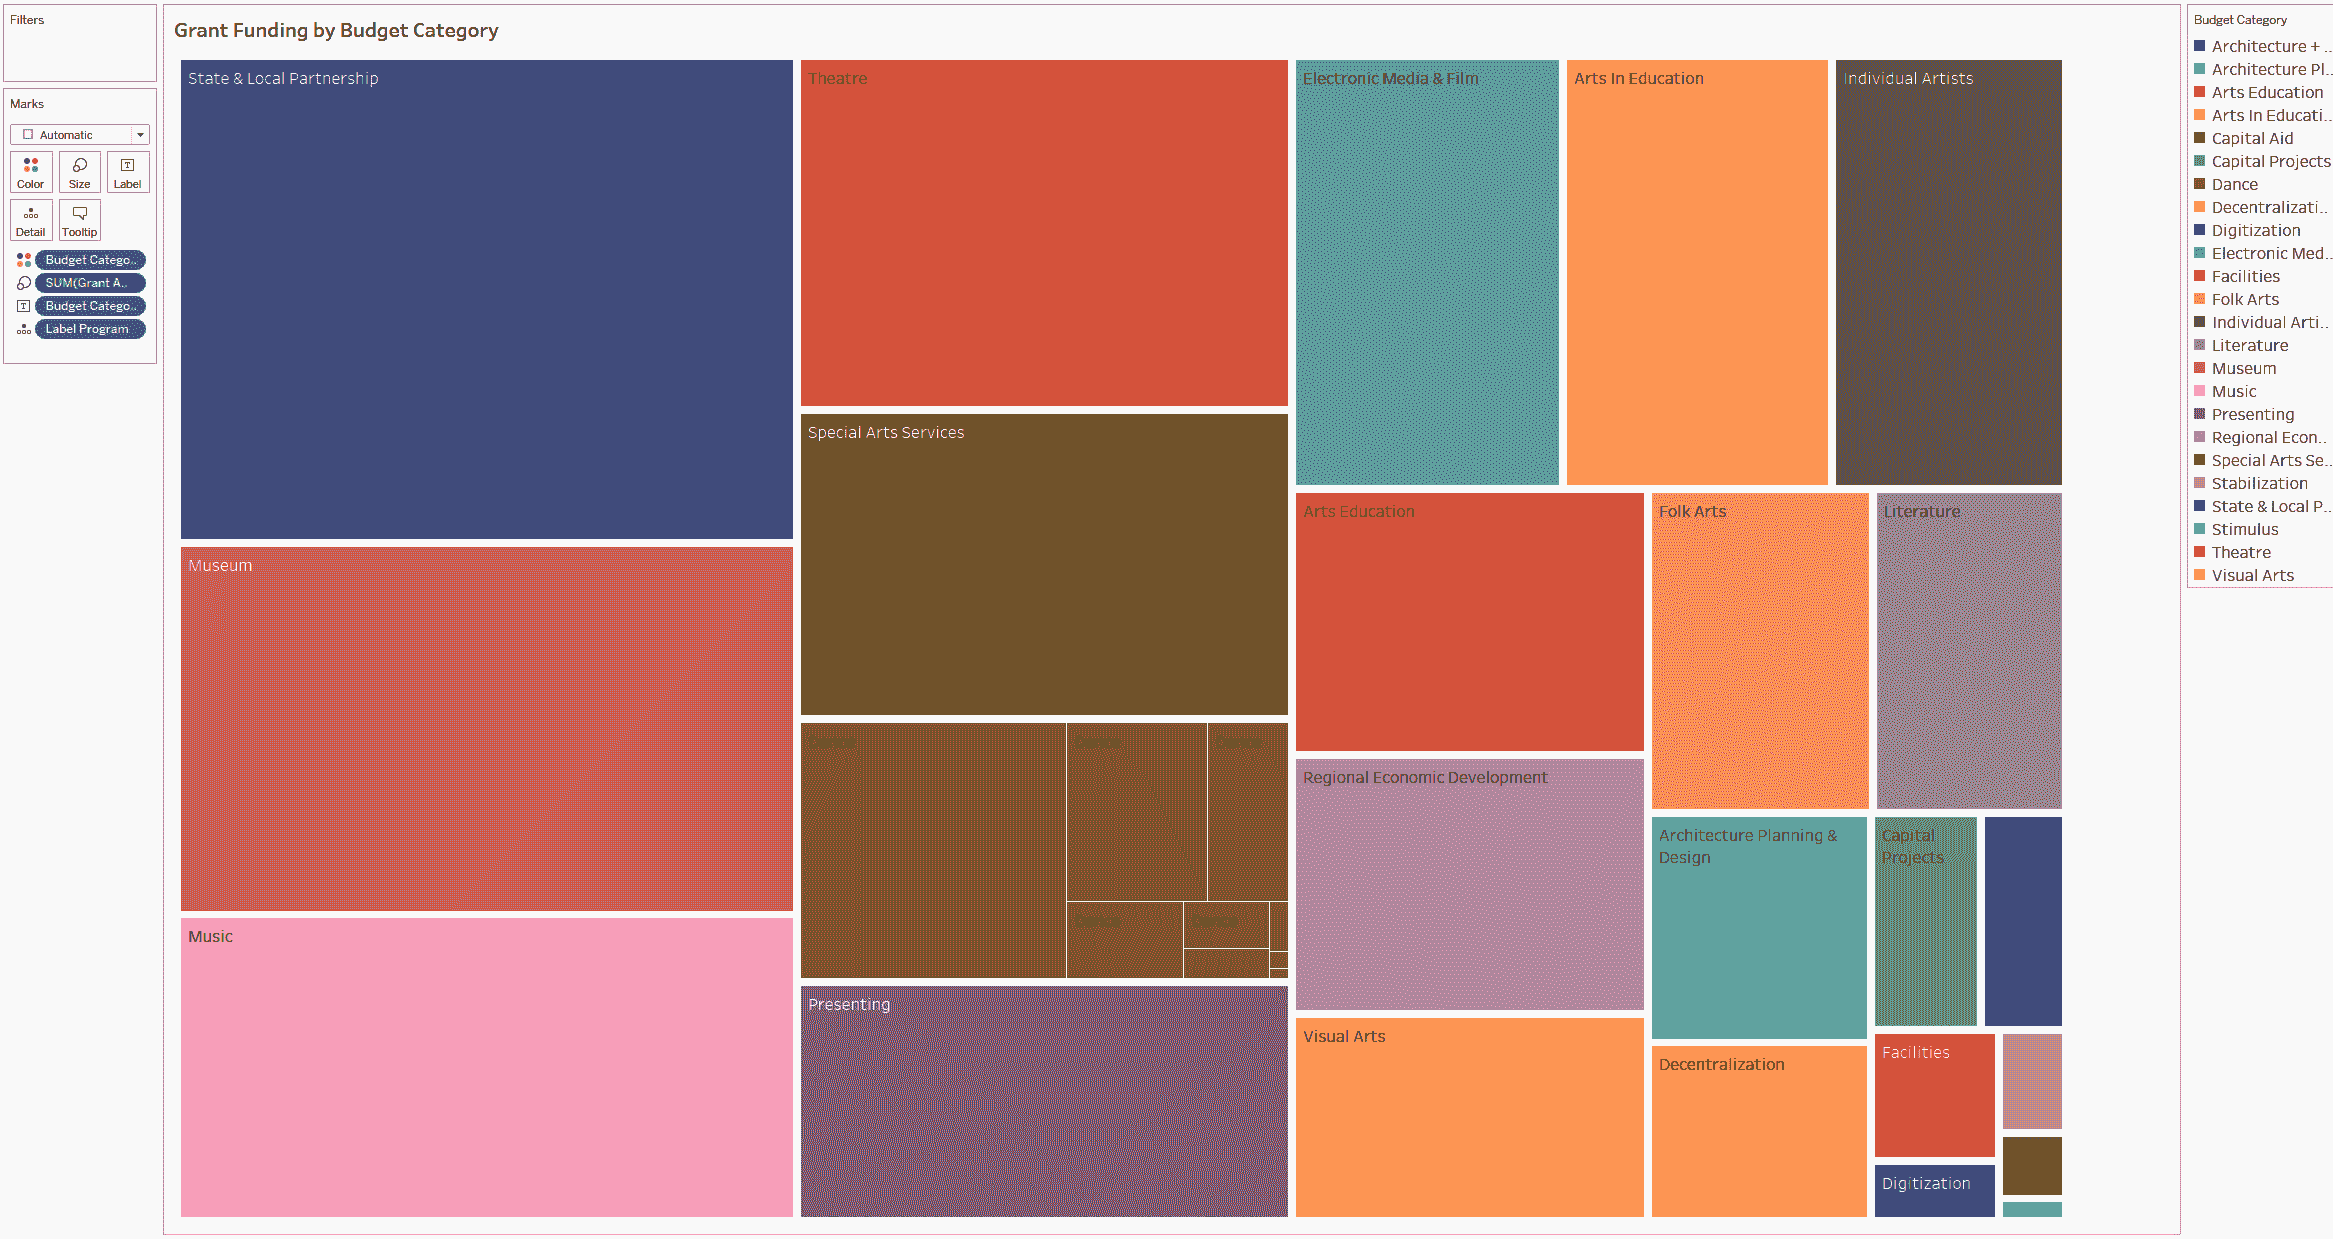 Filters
Marks
Automatic
Color
Size
Label
Detail
Tooltip
Budget Catego..
SUM(Grant A..
Budget Catego..
Label Program
Grant Funding by Budget Category
State & Local Partnership
Museum
Music
Theatre
Special Arts Services
Dance
Dance
Dance
Dance
Dance
Presenting
Electronic Media & Film
Arts In Education
Individual Artists
Arts Education
Folk Arts
Literature
Regional Economic Development
Visual Arts
Architecture Planning &
Design
Decentralization
Capital
Projects
Facilities
Digitization
Budget Category
Architecture + ..
Architecture Pl..
Arts Education
Arts In Educati..
Capital Aid
Capital Projects
Dance
Decentralizati..
Digitization
Electronic Med..
Facilities
Folk Arts
Individual Arti..
Literature
Museum
Music
Presenting
Regional Econ..
Special Arts Se..
Stabilization
State & Local P..
Stimulus
Theatre
Visual Arts